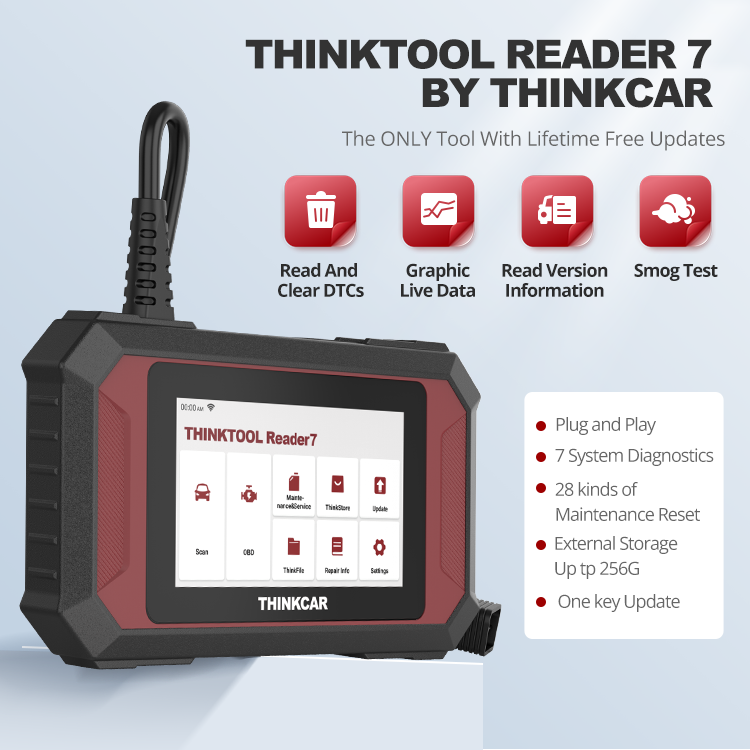 THINKTOOL READER 7
BY THINKCAR
The ONLY Tool With Lifetime Free Updates
Read And
Clear DTCs
Graphic
Live Data
Read Version
Information
Smog Test
00:00 AM
THINKTOOL Reader7
Scan
OBD
Mainte-
nance&Service
ThinkStore
Update
ThinkFile
Repair Info
Settings
THINKCAR
Plug and Play
7 System Diagnostics
28 kinds of
Maintenance Reset
External Storage
Up tp 256G
One key Update